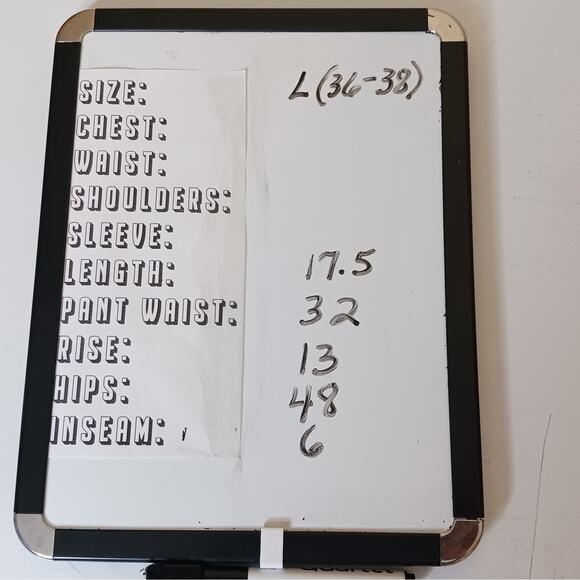 SIZE: L (36-38)
CHEST:
WAIST:
SHOULDERS:
SLEEVE:
LENGTH: 17.5
PANT WAIST: 32
RISE: 13
HIPS: 48
INSEAM: 6
Quartet